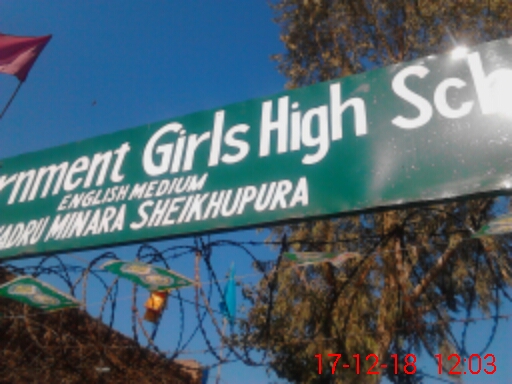 rnment Girls High Sch
ENGLISH MEDIUM
ADRU MINARA SHEIKHUPURA
17-12-18 12:03